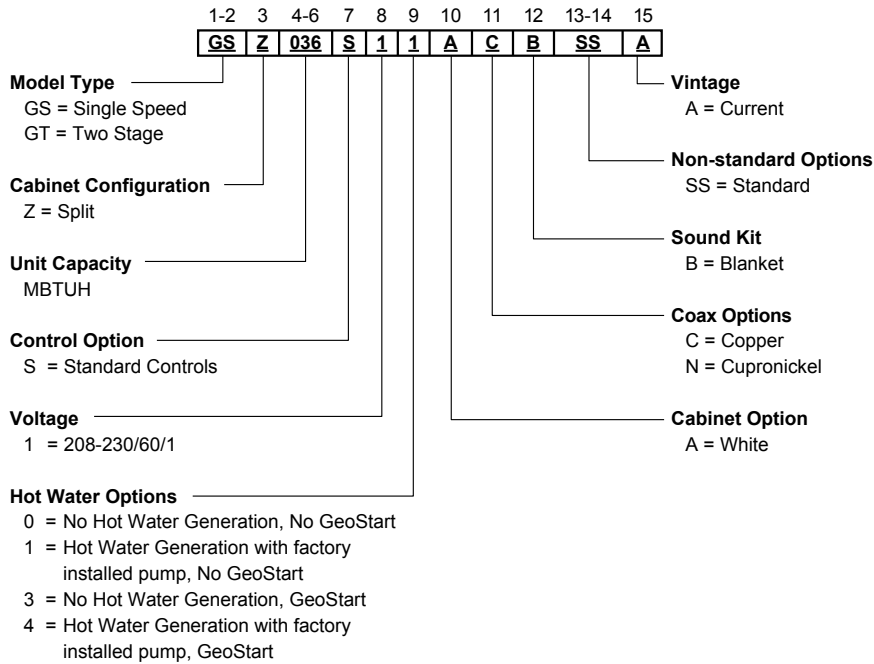 1-2 3 4-6 7 8 9 10 11 12 13-14 15
GS Z 036 S 1 1 A C B SS A
Model Type
GS = Single Speed
GT = Two Stage
Cabinet Configuration
Z = Split
Unit Capacity
MBTUH
Control Option
S = Standard Controls
Voltage
1 = 208-230/60/1
Hot Water Options
0 = No Hot Water Generation, No GeoStart
1 = Hot Water Generation with factory
installed pump, No GeoStart
3 = No Hot Water Generation, GeoStart
4 = Hot Water Generation with factory
installed pump, GeoStart
Vintage
A = Current
Non-standard Options
SS = Standard
Sound Kit
B = Blanket
Coax Options
C = Copper
N = Cupronickel
Cabinet Option
A = White